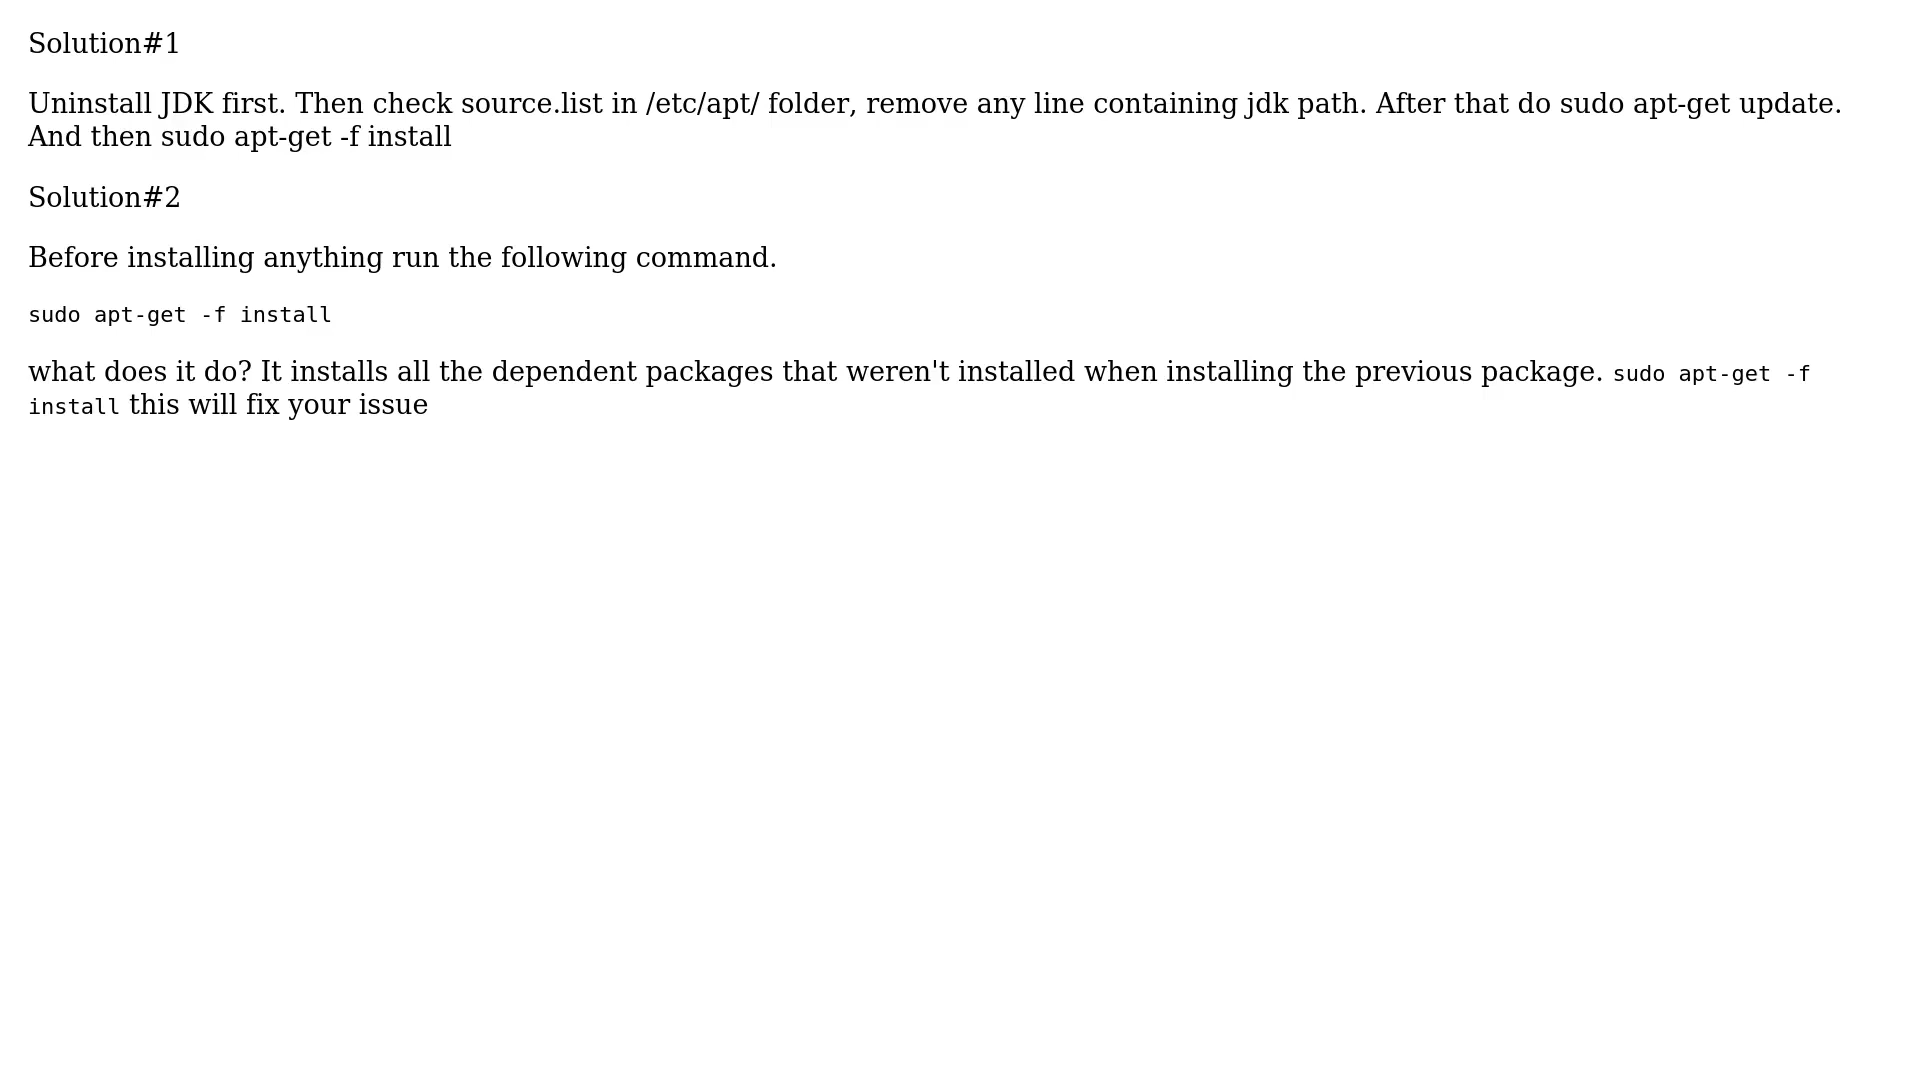 Solution#1
Uninstall JDK first. Then check source.list in /etc/apt/ folder, remove any line containing jdk path. After that do sudo apt-get update.
And then sudo apt-get -f install
Solution#2
Before installing anything run the following command.
sudo apt-get -f install
what does it do? It installs all the dependent packages that weren't installed when installing the previous package. sudo apt-get -f
install this will fix your issue